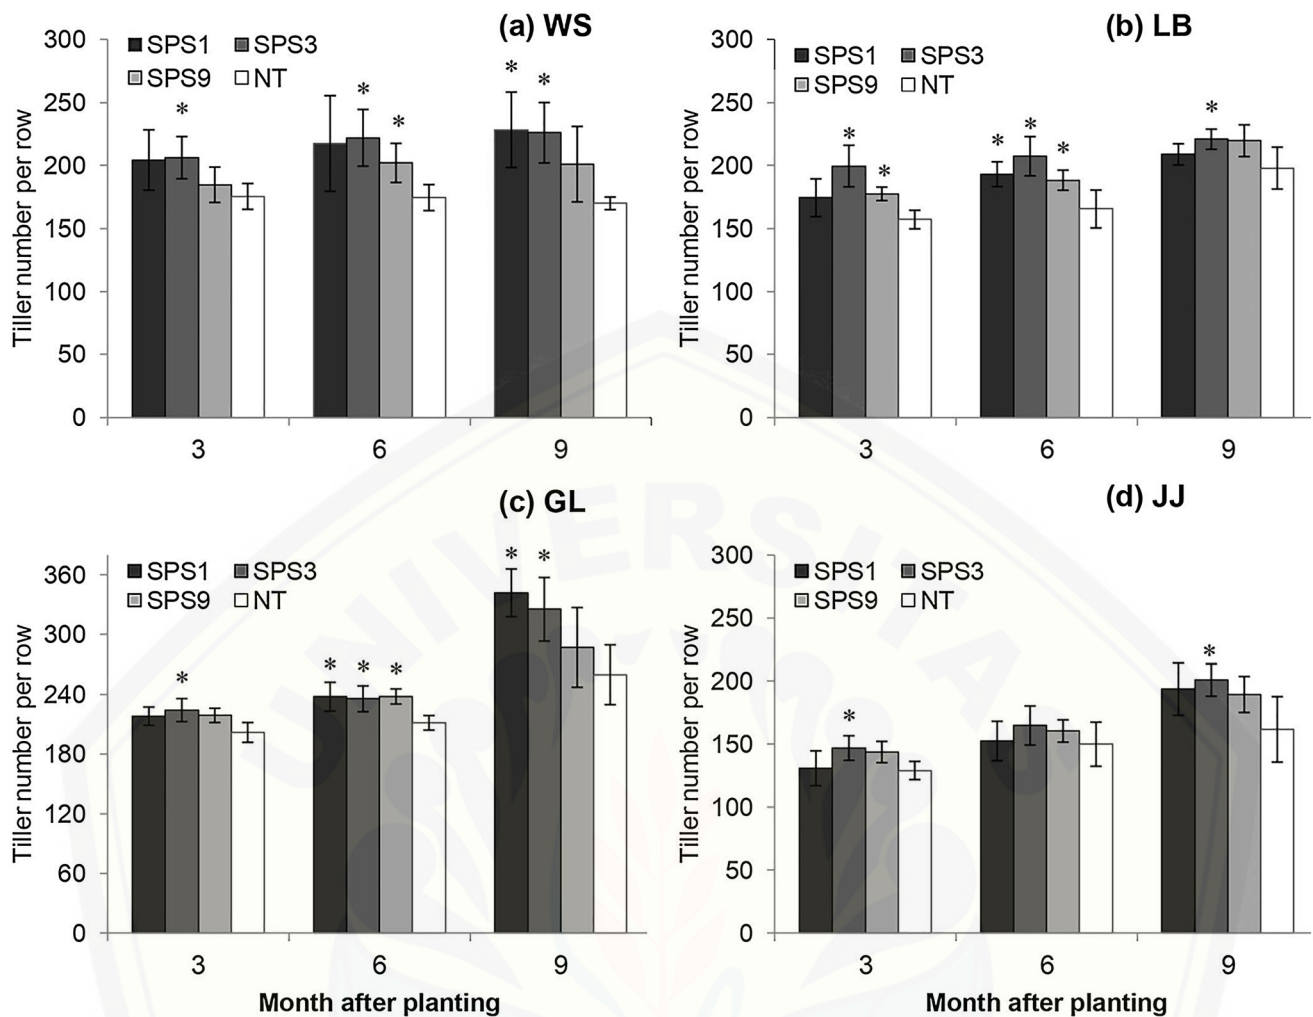 (a) WS
SPS1 SPS3
SPS9 NT
Tiller number per row
300
250
200
150
100
50
0
* * * * *
3 6 9
(b) LB
SPS1 SPS3
SPS9 NT
Tiller number per row
300
250
200
150
100
50
0
* * * * * *
3 6 9
(c) GL
SPS1 SPS3
SPS9 NT
Tiller number per row
360
300
240
180
120
60
0
* * * * * *
3 6 9
Month after planting
(d) JJ
SPS1 SPS3
SPS9 NT
Tiller number per row
300
250
200
150
100
50
0
* *
3 6 9
Month after planting
UNIVERSITAS